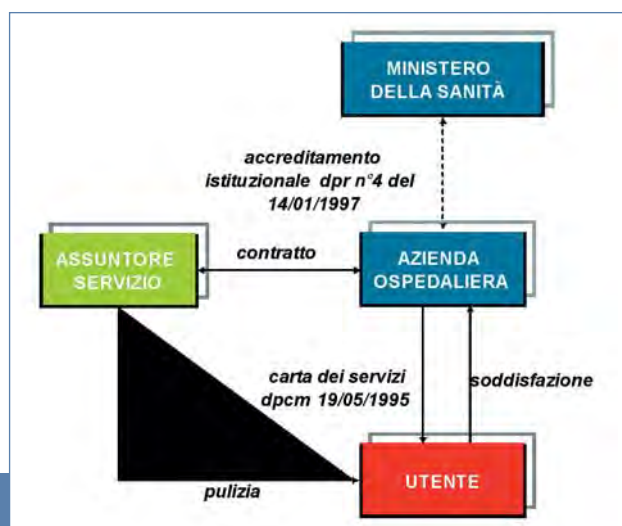 MINISTERO
DELLA SANITÀ
accreditamento
istituzionale dpr n°4 del
14/01/1997
ASSUNTORE
SERVIZIO
contratto
AZIENDA
OSPEDALIERA
carta dei servizi
dpcm 19/05/1995
soddisfazione
pulizia
UTENTE